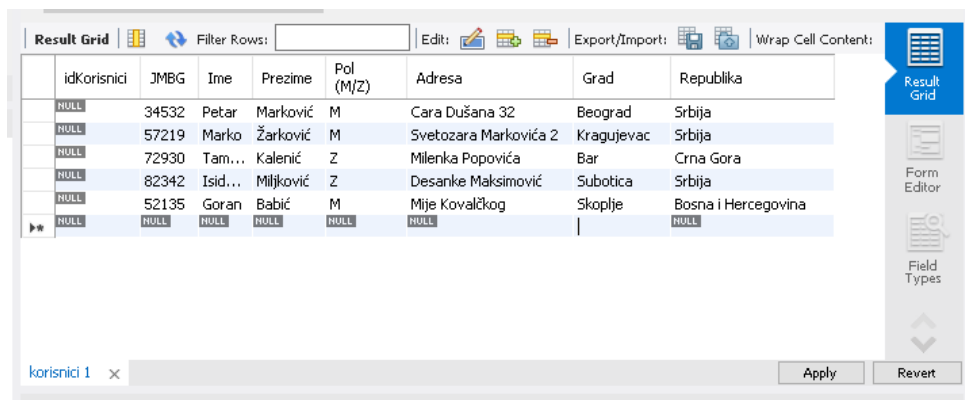 Result Grid Filter Rows: Edit: Export/Import: Wrap Cell Content:
idKorisnici JMBG Ime Prezime Pol (M/Z) Adresa Grad Republika
NULL 34532 Petar Marković M Cara Dušana 32 Beograd Srbija
NULL 57219 Marko Žarković M Svetozara Markovića 2 Kragujevac Srbija
NULL 72930 Tam... Kalenić Z Milenka Popovića Bar Crna Gora
NULL 82342 Isid... Miljković Z Desanke Maksimović Subotica Srbija
NULL 52135 Goran Babić M Mije Kovalčkog Skoplje Bosna i Hercegovina
NULL NULL NULL NULL NULL NULL NULL
Result
Grid
Form
Editor
Field
Types
korisnici 1 Apply Revert